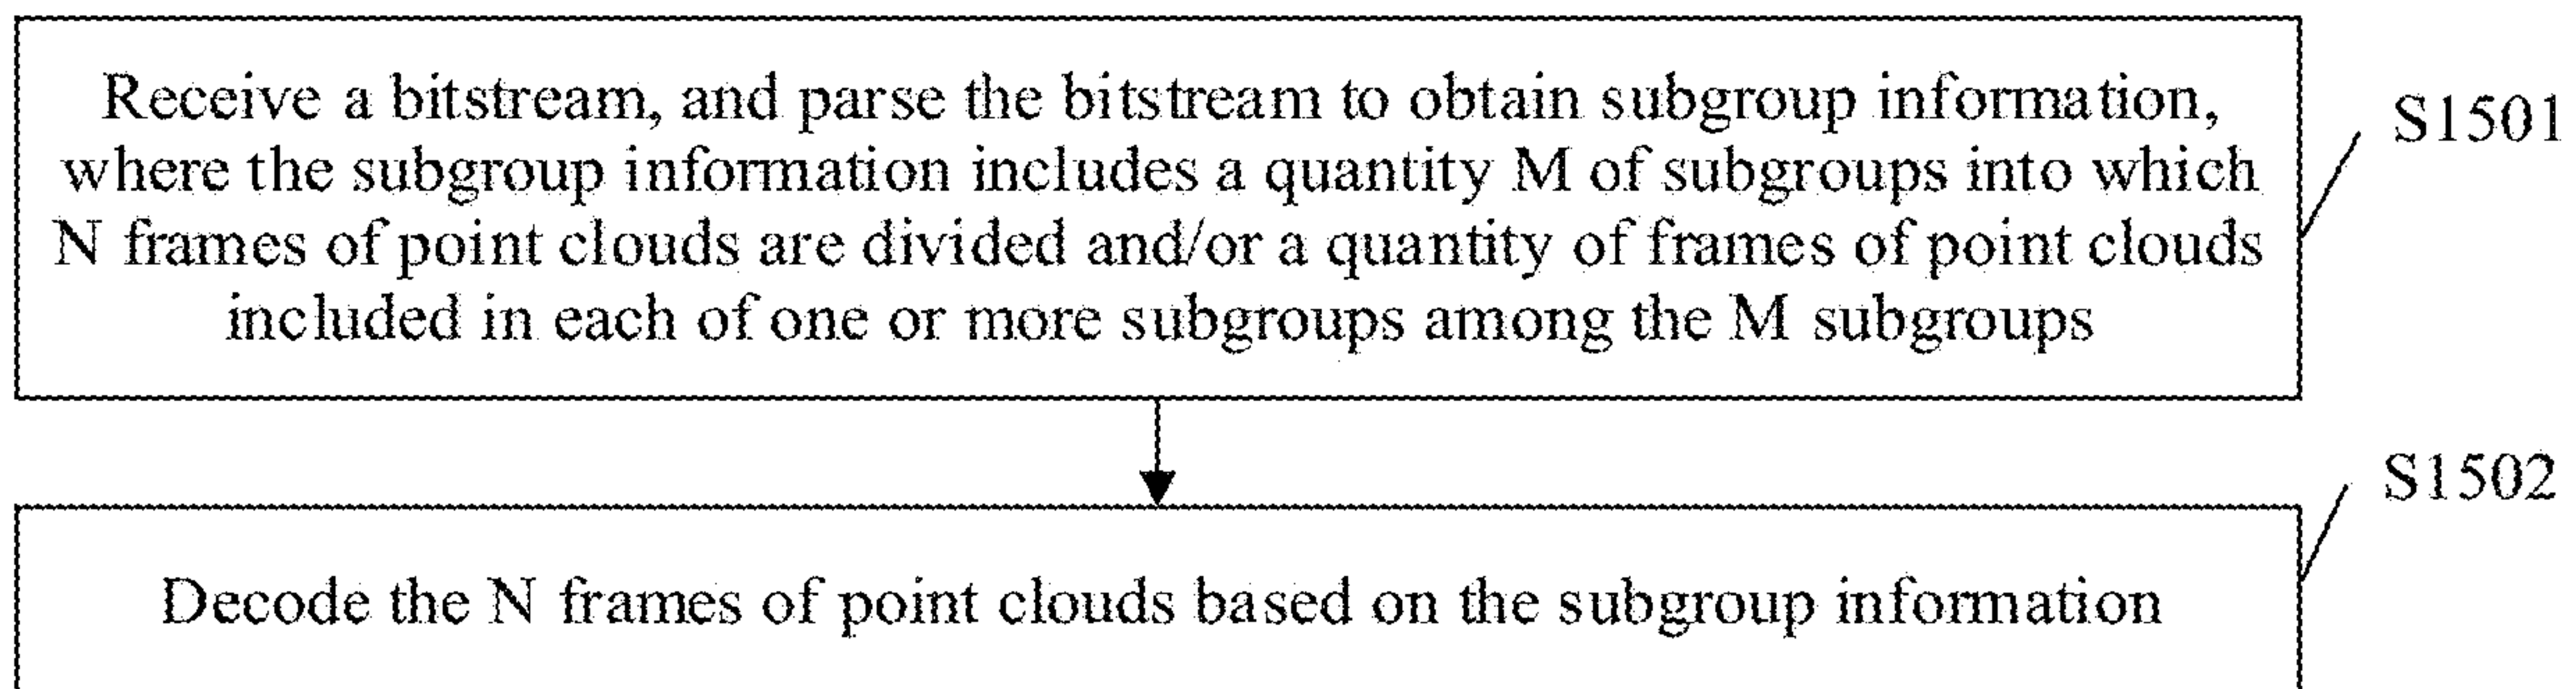 Receive a bitstream, and parse the bitstream to obtain subgroup information,
where the subgroup information includes a quantity M of subgroups into which
N frames of point clouds are divided and/or a quantity of frames of point clouds
included in each of one or more subgroups among the M subgroups
S1501
Decode the N frames of point clouds based on the subgroup information
S1502